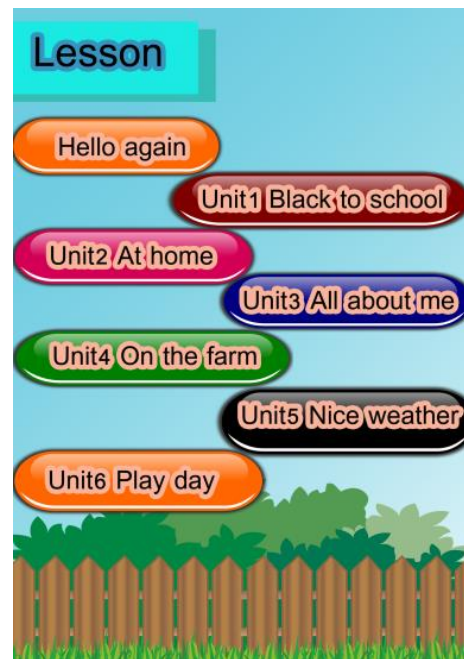 Lesson
Hello again
Unit1 Black to school
Unit2 At home
Unit3 All about me
Unit4 On the farm
Unit5 Nice weather
Unit6 Play day